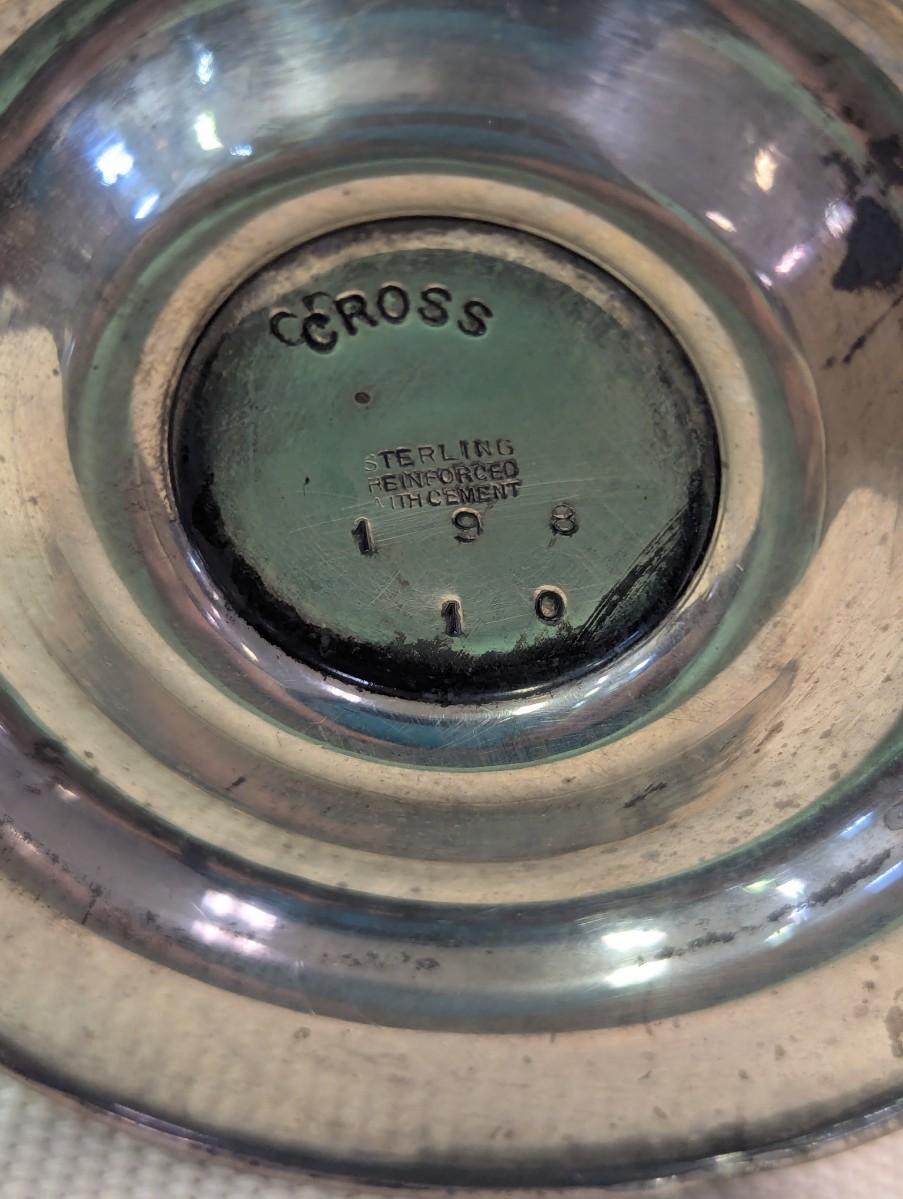 CROSS
STERLING
REINFORCED
WITH CEMENT
1 9 8
1 0